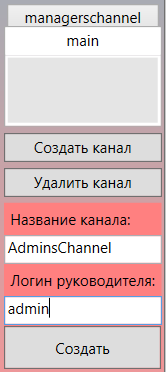 managerschannel
main
Создать канал
Удалить канал
Название канала:
AdminsChannel
Логин руководителя:
admin
Создать